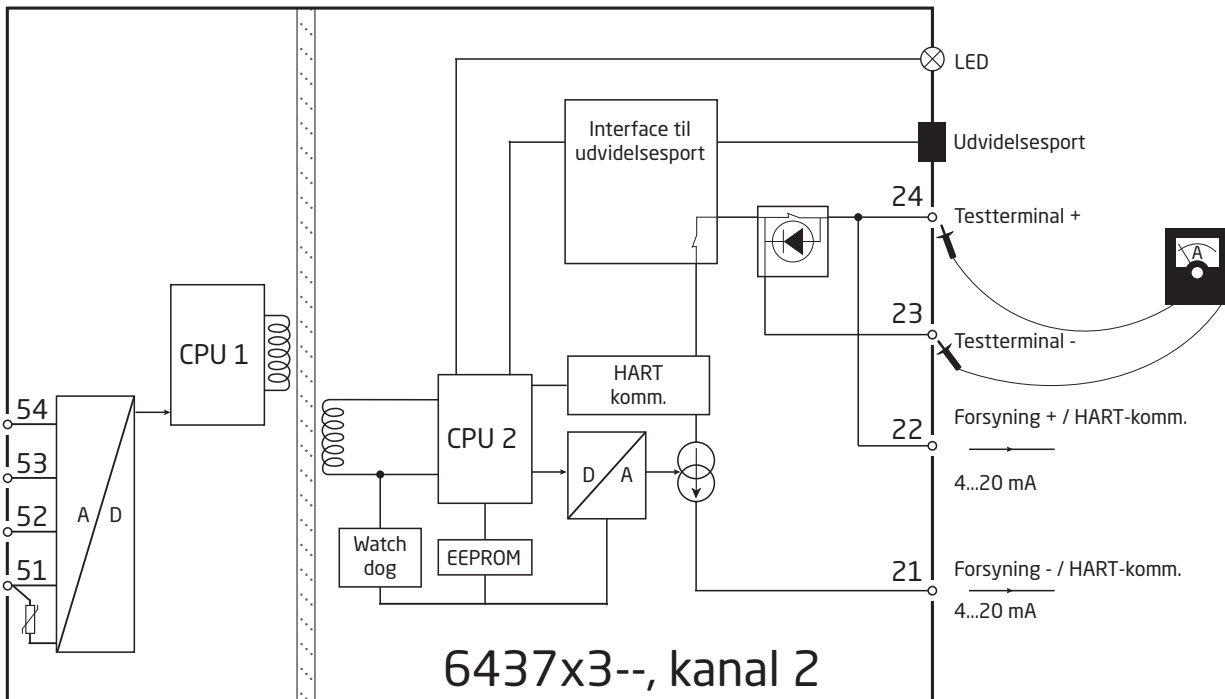 LED
Interface til
udvidelsesport
Udvidelsesport
24
Testterminal +
A
23
Testterminal -
CPU 1
HART
komm.
54
53
52
51
A
D
CPU 2
D
A
22
Forsyning + / HART-komm.
4...20 mA
Watch
dog
EEPROM
21
Forsyning - / HART-komm.
4...20 mA
6437x3--, kanal 2